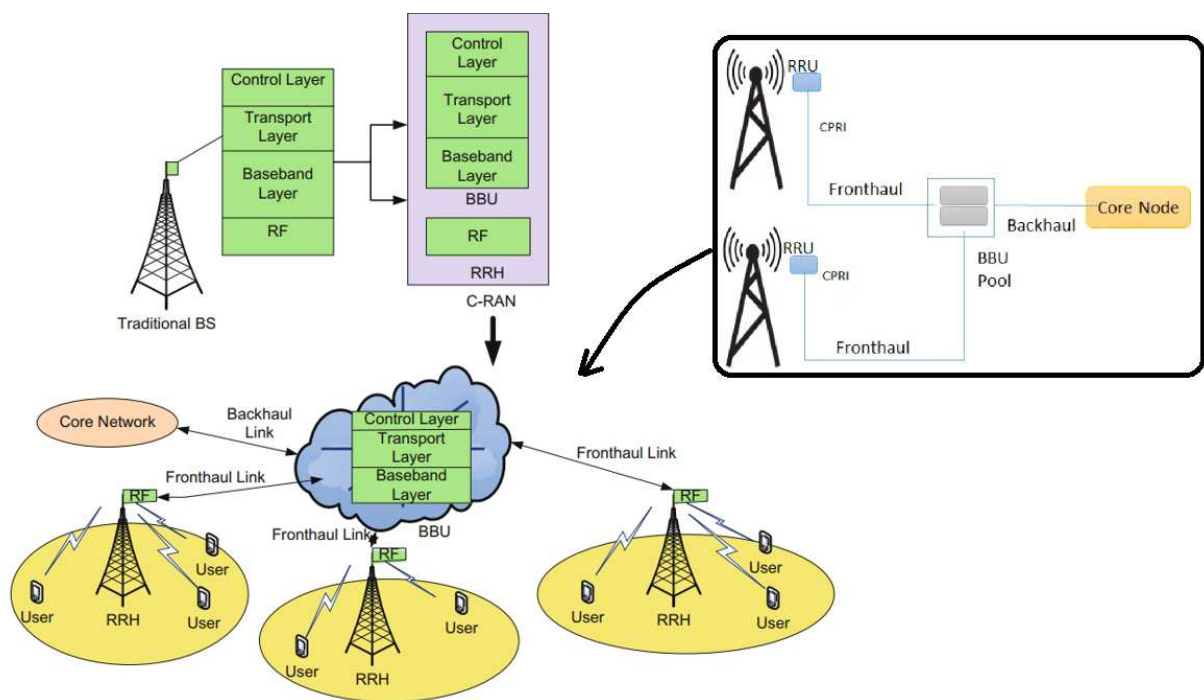 Control Layer
Transport
Layer
Baseband
Layer
RF
Traditional BS
Control
Layer
Transport
Layer
Baseband
Layer
BBU
RF
RRH
C-RAN
RRU
CPRI
Fronthaul
RRU
CPRI
Fronthaul
Backhaul
Core Node
BBU
Pool
Core Network
Backhaul
Link
Fronthaul Link
Control Layer
Transport
Layer
Baseband
Layer
BBU
Fronthaul Link
Fronthaul Link
RF
User
User
User
RRH
RF
User
User
RRH
RF
User
User
User
RRH